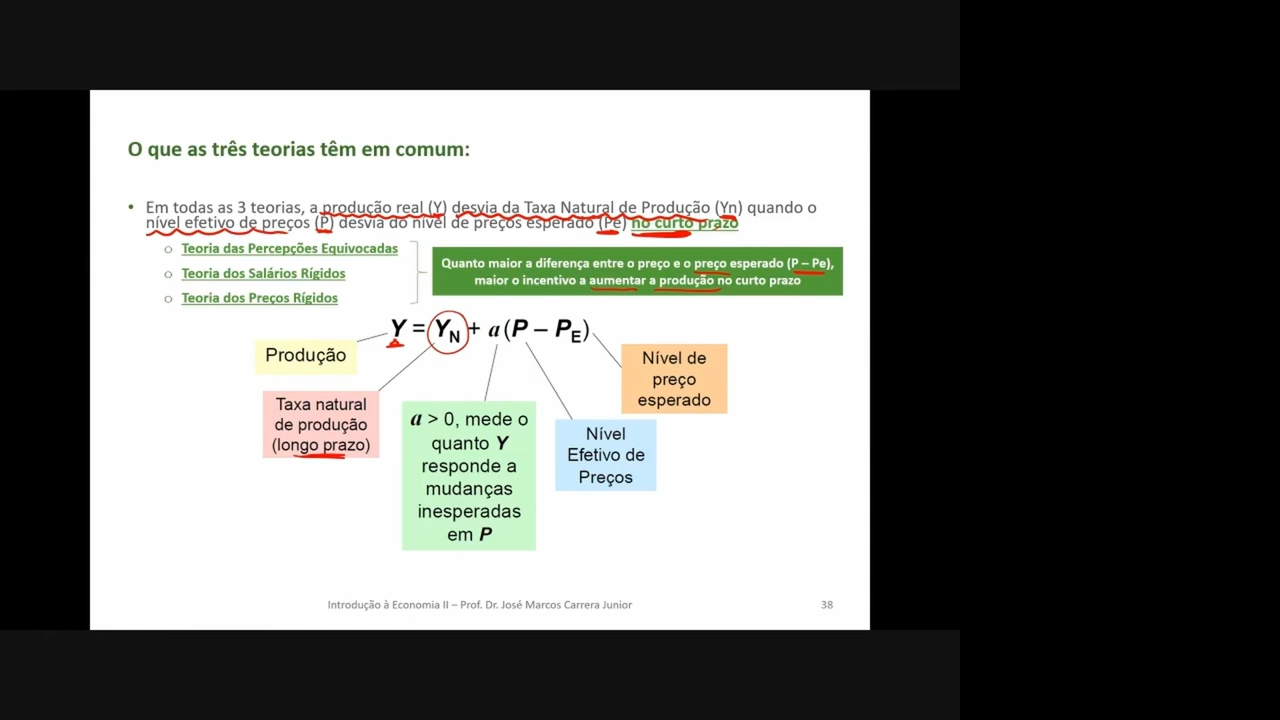 O que as três teorias têm em comum:
• Em todas as 3 teorias, a produção real (Y) desvia da Taxa Natural de Produção (Yn) quando o
nível efetivo de preços (P) desvia do nível de preços esperado (Pe) no curto prazo
o Teoria das Percepções Equivocadas
o Teoria dos Salários Rígidos
o Teoria dos Preços Rígidos
Quanto maior a diferença entre o preço e o preço esperado (P – Pe),
maior o incentivo a aumentar a produção no curto prazo
Y = YN + a(P – PE)
Produção
Taxa natural
de produção
(longo prazo)
a > 0, mede o
quanto Y
responde a
mudanças
inesperadas
em P
Nível
Efetivo de
Preços
Nível de
preço
esperado
Introdução à Economia II – Prof. Dr. José Marcos Carrera Junior
38